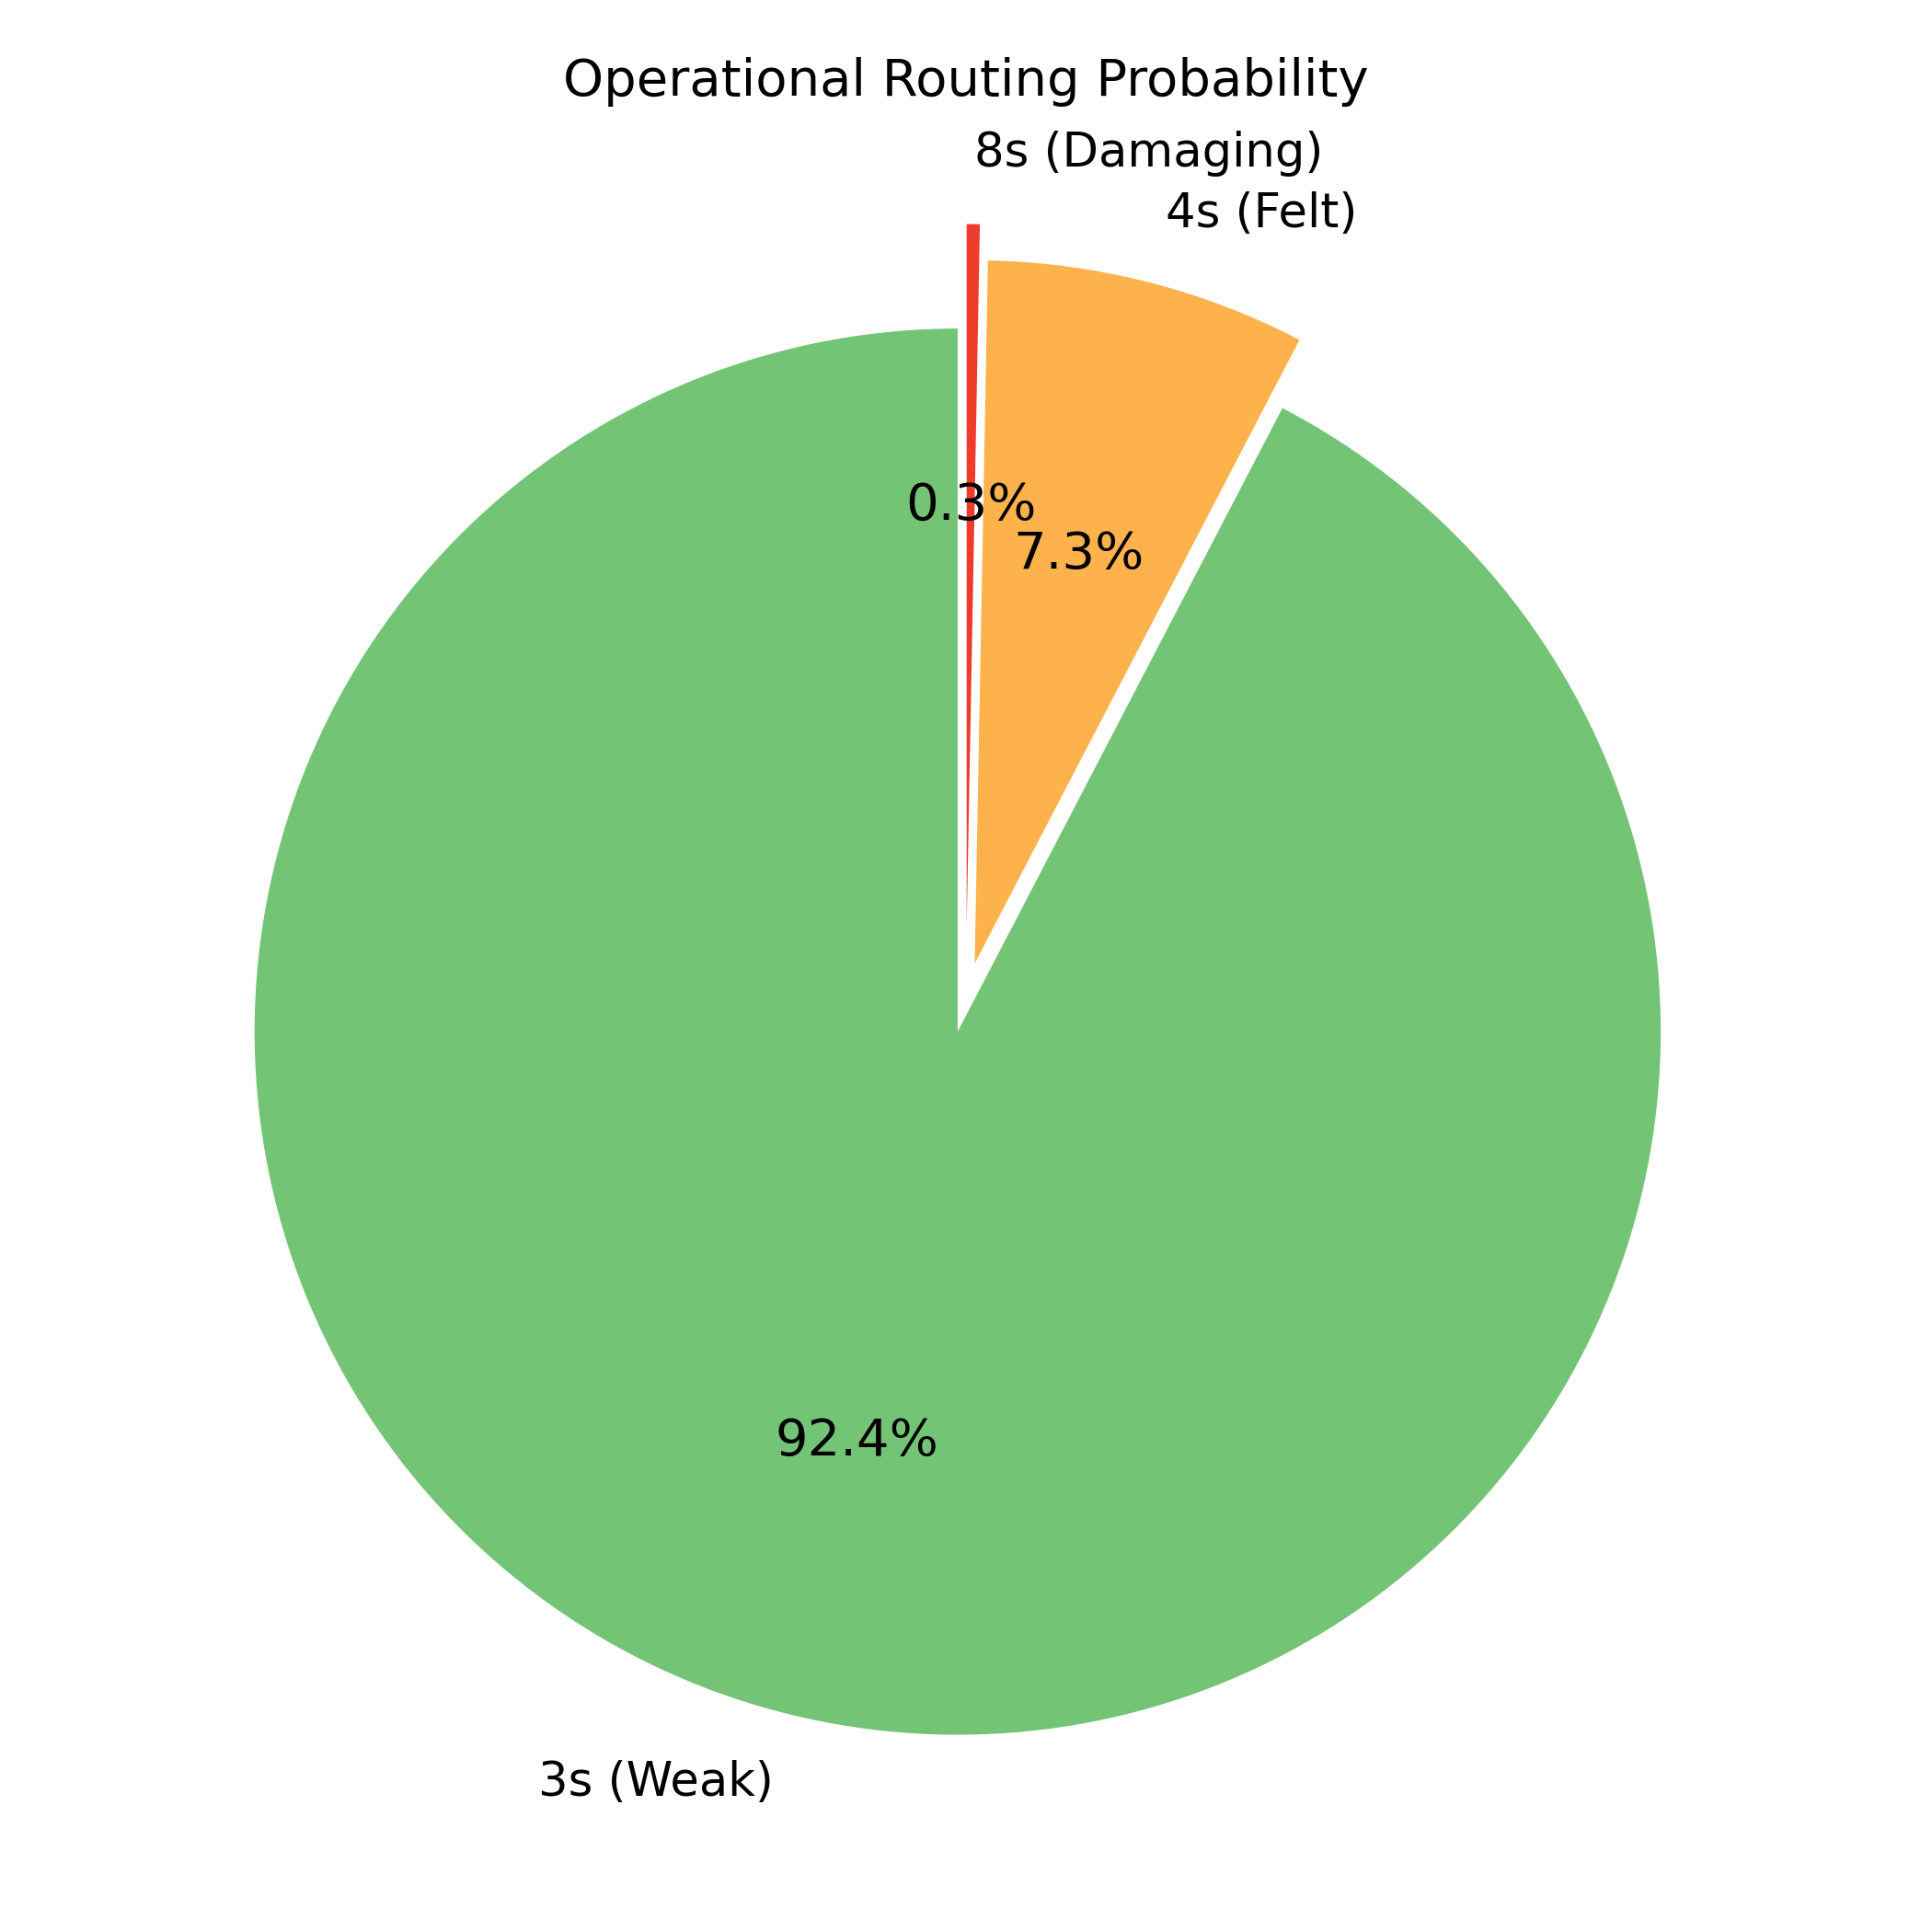 Operational Routing Probability
8s (Damaging)
4s (Felt)
0.3%
7.3%
92.4%
3s (Weak)